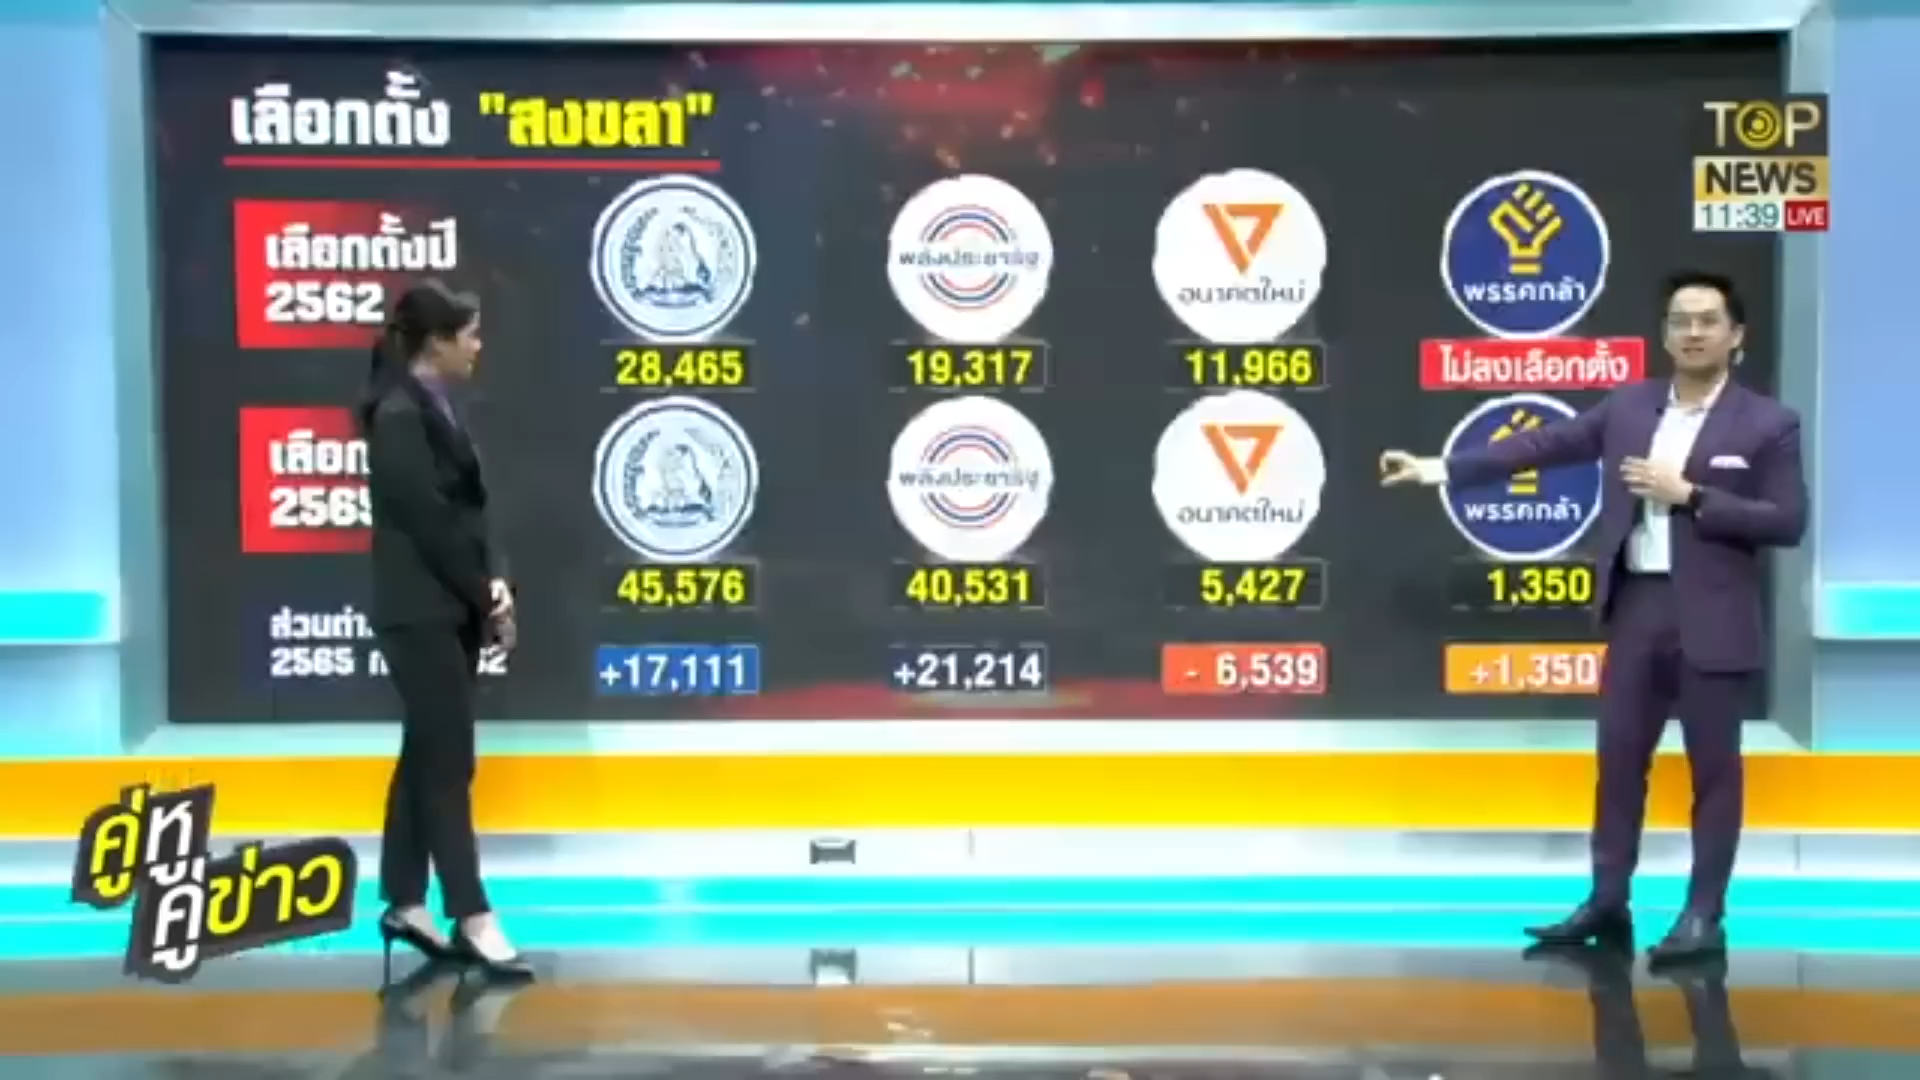 เลือกตั้ง "สงขลา"
TOP
NEWS
11:39 LIVE
เลือกตั้งปี
2562
พลังประชารัฐ
อนาคตใหม่
พรรคกล้า
28,465
19,317
11,966
ไม่ลงเลือกตั้ง
2565
พลังประชารัฐ
อนาคตใหม่
พรรคกล้า
45,576
40,531
5,427
1,350
2565
+17,111
+21,214
- 6,539
+1,350
คู่หู
คู่ข่าว